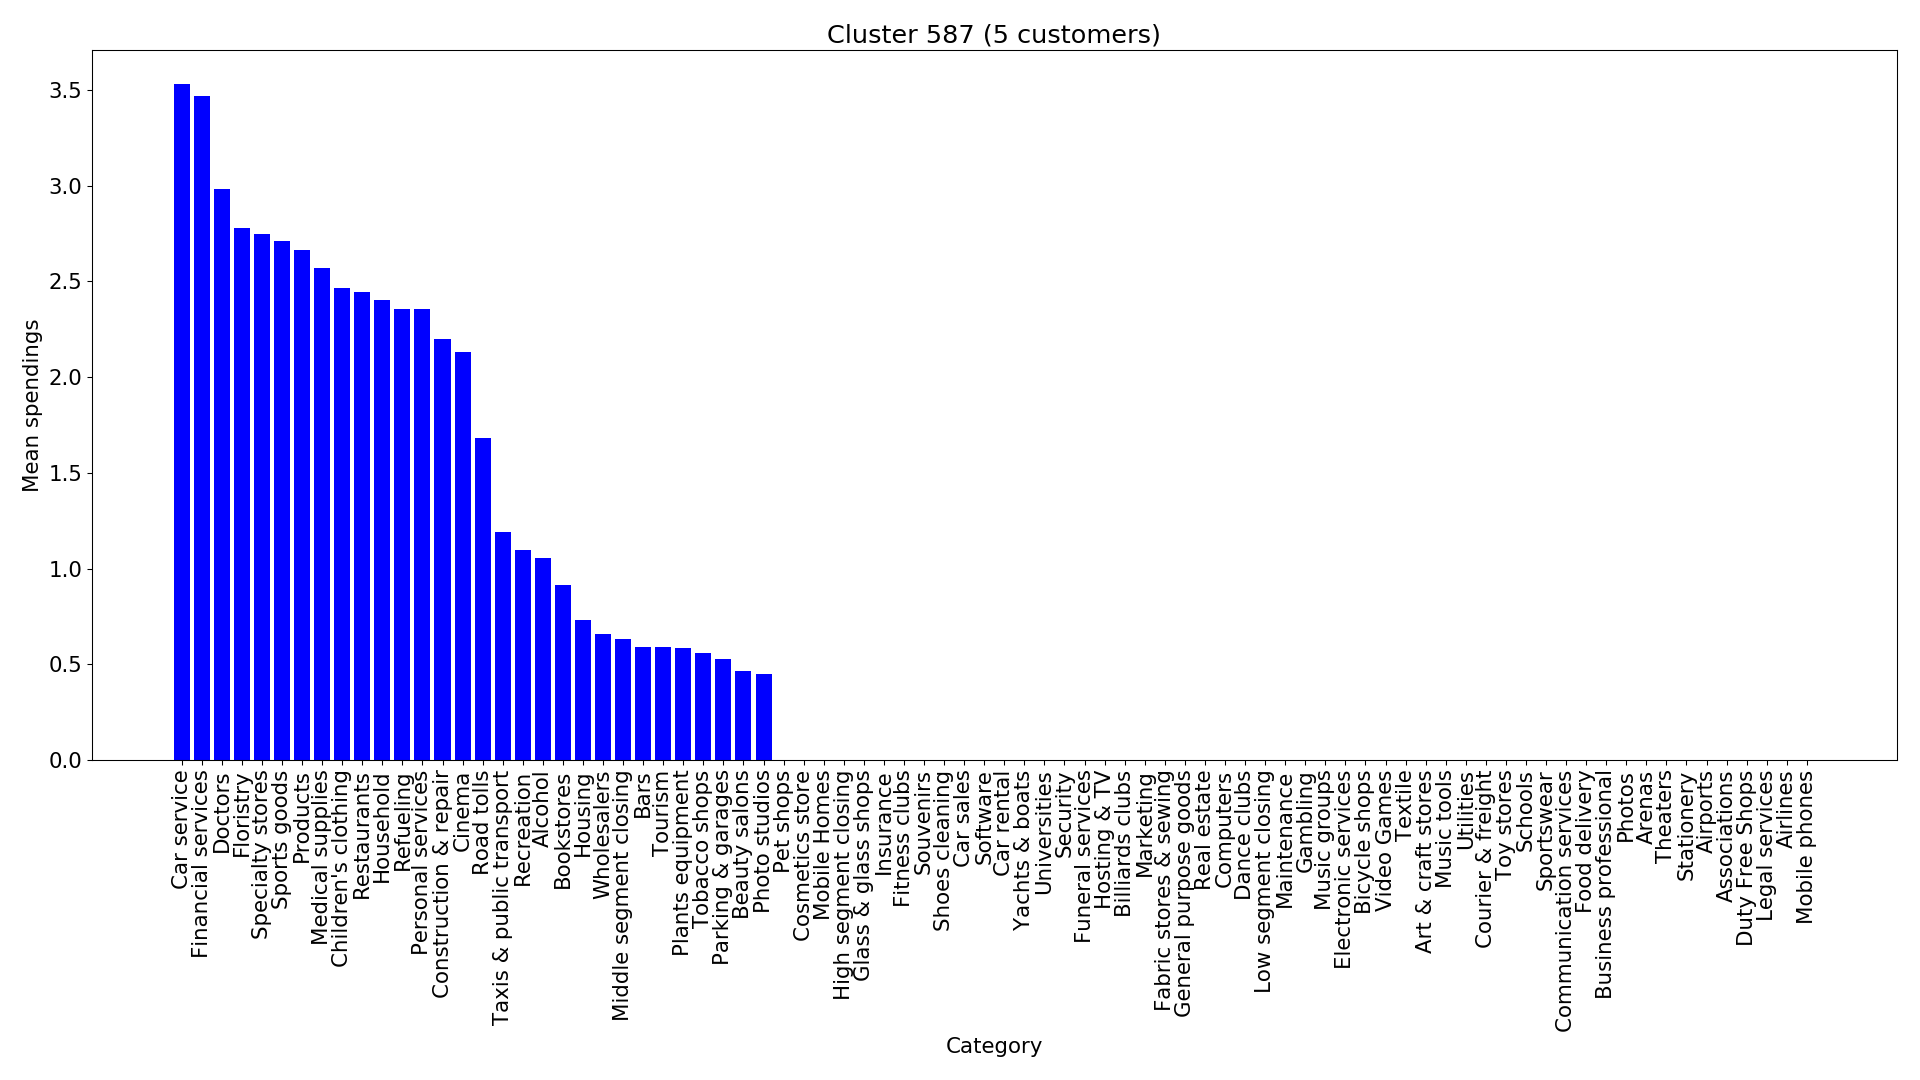 Cluster 587 (5 customers)
Mean spendings
3.5
3.0
2.5
2.0
1.5
1.0
0.5
0.0
Car service
Financial services
Doctors
Floristry
Specialty stores
Sports goods
Products
Medical supplies
Children's clothing
Restaurants
Household
Refueling
Personal services
Construction & repair
Cinema
Road tolls
Taxis & public transport
Recreation
Alcohol
Bookstores
Housing
Wholesalers
Middle segment closing
Bars
Tourism
Plants equipment
Tobacco shops
Parking & garages
Beauty salons
Photo studios
Pet shops
Cosmetics store
Mobile Homes
High segment closing
Glass & glass shops
Insurance
Fitness clubs
Souvenirs
Shoes cleaning
Car sales
Software
Car rental
Yachts & boats
Universities
Security
Funeral services
Hosting & TV
Billiards clubs
Marketing
Fabric stores & sewing
General purpose goods
Real estate
Computers
Dance clubs
Low segment closing
Maintenance
Gambling
Music groups
Electronic services
Bicycle shops
Video Games
Textile
Art & craft stores
Music tools
Utilities
Courier & freight
Toy stores
Schools
Sportswear
Communication services
Food delivery
Business professional
Photos
Arenas
Theaters
Stationery
Airports
Associations
Duty Free Shops
Legal services
Airlines
Mobile phones
Category